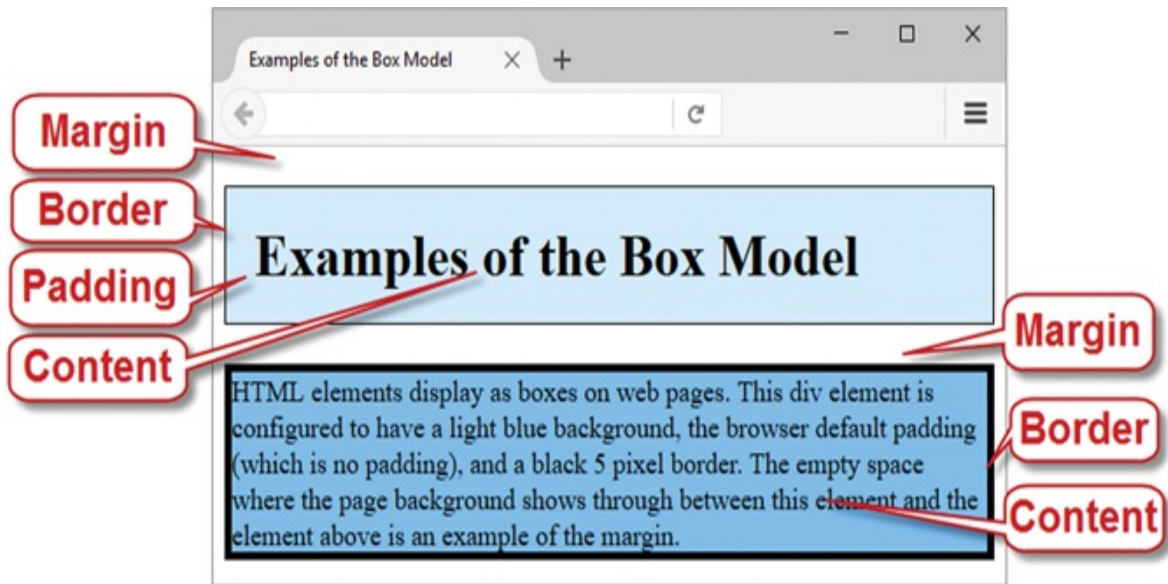 Examples of the Box Model
Margin
Border
Padding
Content
Examples of the Box Model
Margin
Border
Content
HTML elements display as boxes on web pages. This div element is
configured to have a light blue background, the browser default padding
(which is no padding), and a black 5 pixel border. The empty space
where the page background shows through between this element and the
element above is an example of the margin.